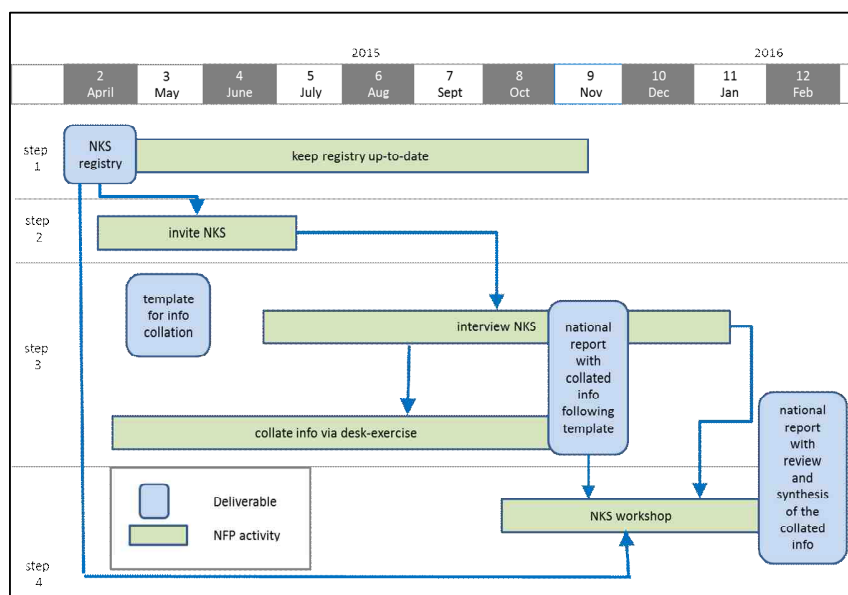 2015
2016
2
April
3
May
4
June
5
July
6
Aug
7
Sept
8
Oct
9
Nov
10
Dec
11
Jan
12
Feb
step
1
NKS
registry
keep registry up-to-date
step
2
invite NKS
step
3
template
for info
collation
interview NKS
national
report
with
collated
info
following
template
collate info via desk-exercise
national
report
with
review
and
synthesis
of the
collated
info
Deliverable
NFP activity
NKS workshop
step
4